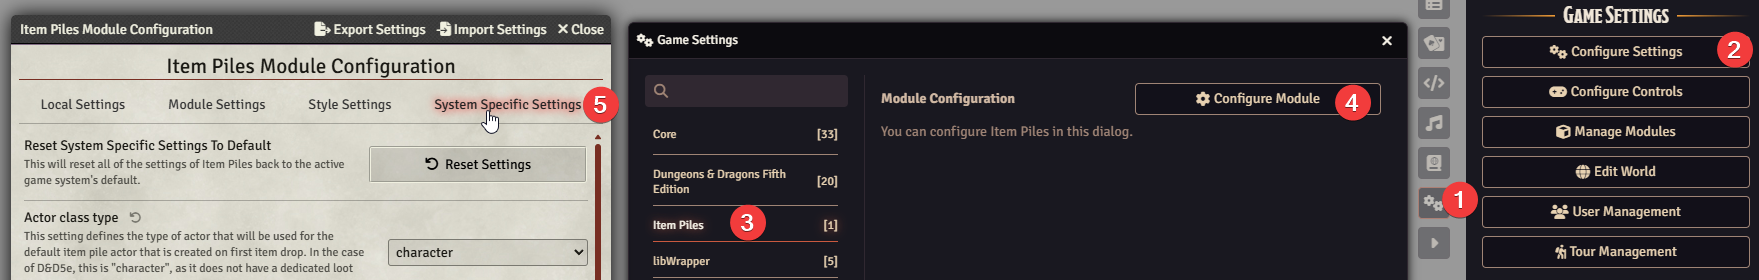 Item Piles Module Configuration
Export Settings
Import Settings
Close
Item Piles Module Configuration
Local Settings
Module Settings
Style Settings
System Specific Settings
5
Reset System Specific Settings To Default
This will reset all of the settings of Item Piles back to the active
game system's default.
Reset Settings
Actor class type
This setting defines the type of actor that will be used for the
default item pile actor that is created on first item drop. In the case
of D&D5e, this is "character", as it does not have a dedicated loot
character
Game Settings
Core
[33]
Dungeons & Dragons Fifth
Edition
[20]
Item Piles
3
[1]
libWrapper
[5]
Module Configuration
Configure Module
4
You can configure Item Piles in this dialog.
1
GAME SETTINGS
Configure Settings
2
Configure Controls
Manage Modules
Edit World
User Management
Tour Management